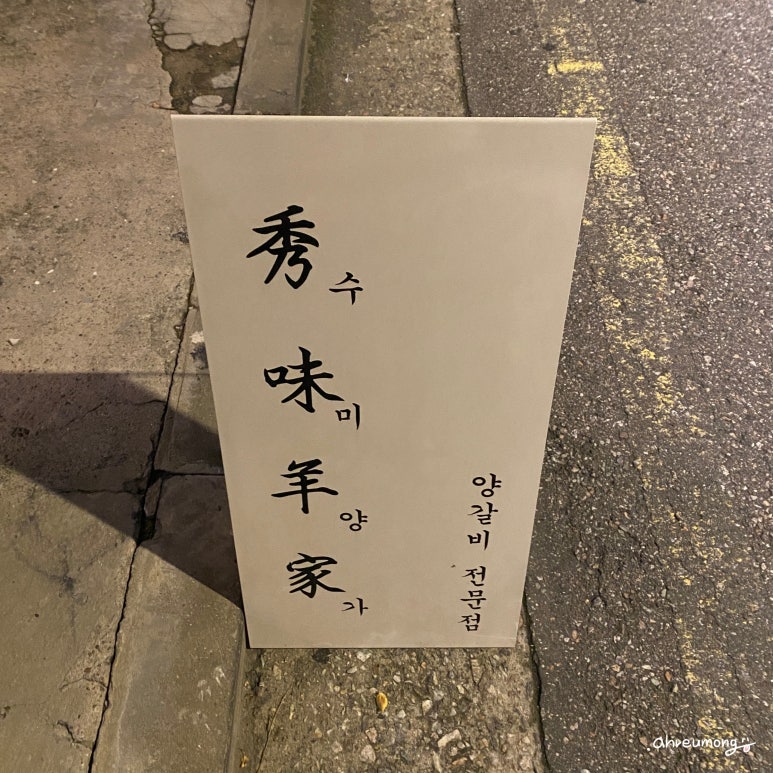 秀味羊家
수미양가
양갈비 전문점
ahreumong